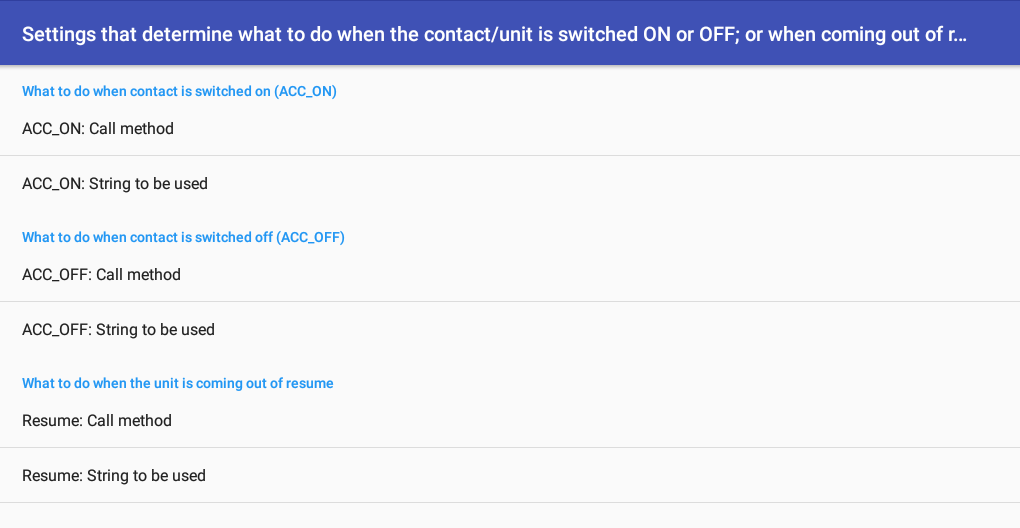 Settings that determine what to do when the contact/unit is switched ON or OFF; or when coming out of r...
What to do when contact is switched on (ACC_ON)
ACC_ON: Call method
ACC_ON: String to be used
What to do when contact is switched off (ACC_OFF)
ACC_OFF: Call method
ACC_OFF: String to be used
What to do when the unit is coming out of resume
Resume: Call method
Resume: String to be used